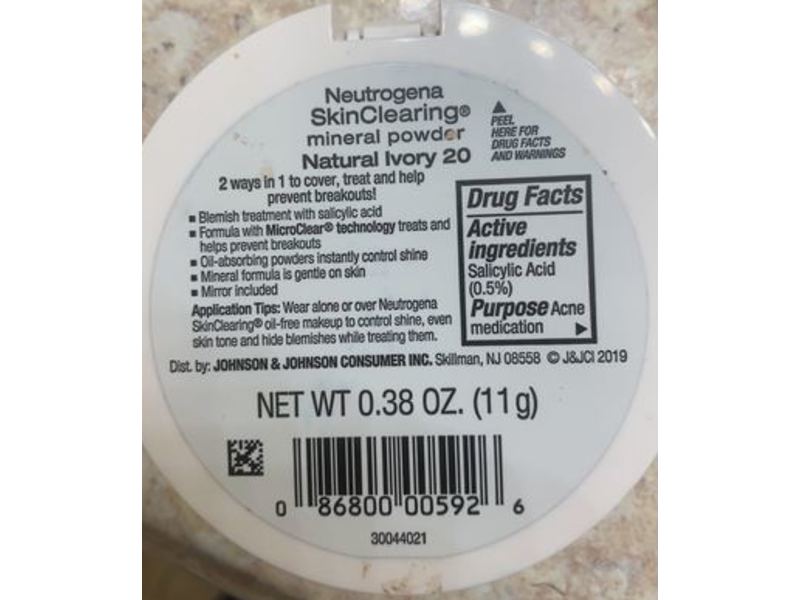 Neutrogena
SkinClearing®
mineral powder
Natural Ivory 20
▲
PEEL
HERE FOR
DRUG FACTS
AND WARNINGS
2 ways in 1 to cover, treat and help
prevent breakouts!
■ Blemish treatment with salicylic acid
■ Formula with MicroClear® technology treats and
helps prevent breakouts
■ Oil-absorbing powders instantly control shine
■ Mineral formula is gentle on skin
■ Mirror included
Application Tips: Wear alone or over Neutrogena
SkinClearing® oil-free makeup to control shine, even
skin tone and hide blemishes while treating them.
Drug Facts
Active
ingredients
Salicylic Acid
(0.5%)
Purpose Acne
medication ▶
Dist. by: JOHNSON & JOHNSON CONSUMER INC. Skillman, NJ 08558 © J&JCI 2019
NET WT 0.38 OZ. (11 g)
0 86800 00592 6
30044021